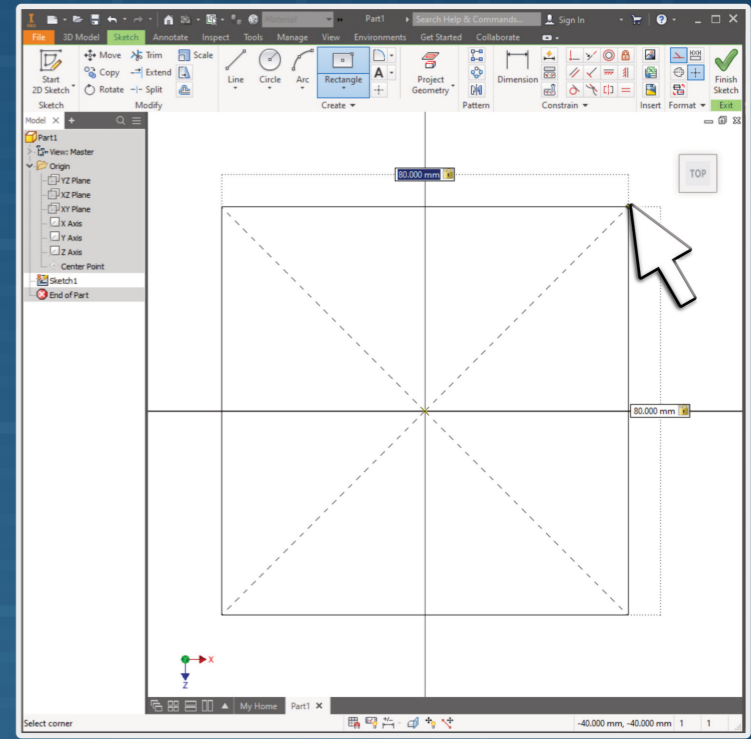 I
PRO
Material
Part1
Search Help & Commands...
Sign In
File 3D Model Sketch Annotate Inspect Tools Manage View Environments Get Started Collaborate
Start
2D Sketch
Move Trim Scale
Copy Extend
Rotate Split
Line Circle Arc Rectangle
A
Project
Geometry
Dimension
Finish
Sketch
Sketch Modify Create Pattern Constrain Insert Format Exit
Model
Part1
View: Master
Origin
YZ Plane
XZ Plane
XY Plane
X Axis
Y Axis
Z Axis
Center Point
Sketch1
End of Part
80.000 mm
TOP
80.000 mm
X
Z
My Home Part1
Select corner
-40.000 mm, -40.000 mm 1 1